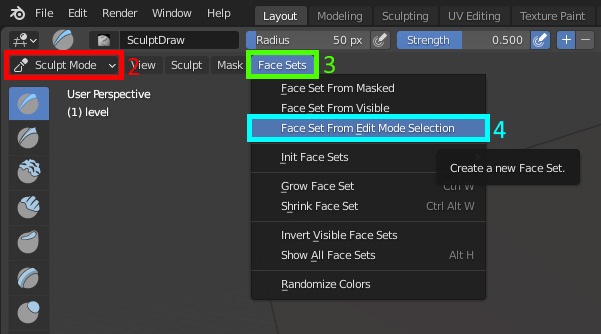 File Edit Render Window Help Layout Modeling Sculpting UV Editing Texture Paint
SculptDraw Radius 50 px Strength 0.500
Sculpt Mode 2 View Sculpt Mask Face Sets 3
User Perspective
(1) level
Face Set From Masked
Face Set From Visible
Face Set From Edit Mode Selection 4
Init Face Sets
Create a new Face Set.
Grow Face Set Ctrl W
Shrink Face Set Ctrl Alt W
Invert Visible Face Sets
Show All Face Sets Alt H
Randomize Colors